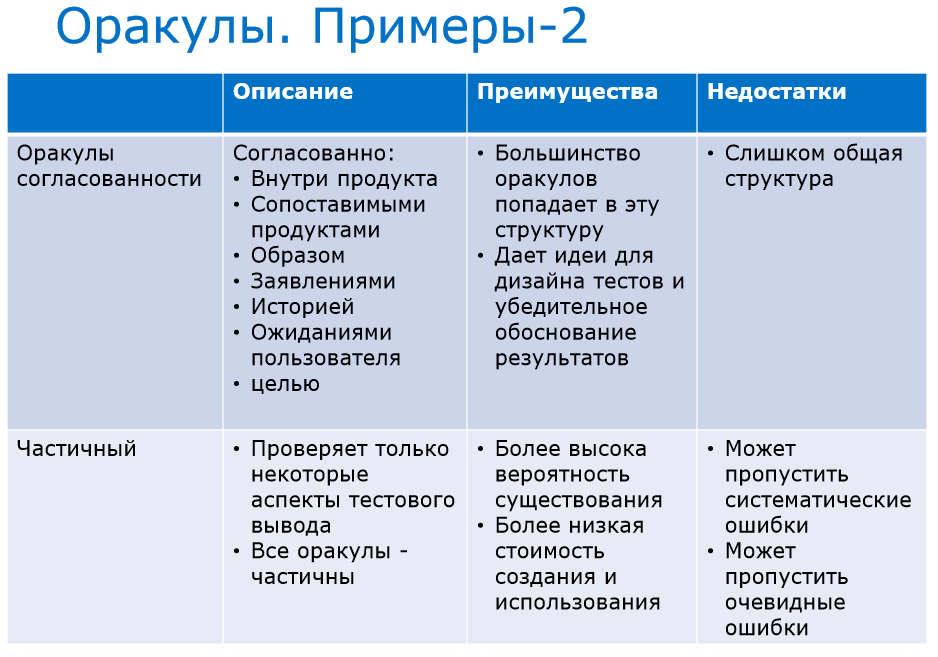 Оракулы. Примеры-2
Описание
Преимущества
Недостатки
Оракулы
согласованности
Согласованно:
• Внутри продукта
• Сопоставимыми
продуктами
• Образом
• Заявлениями
• Историей
• Ожиданиями
пользователя
• целью
• Большинство
оракулов
попадает в эту
структуру
• Дает идеи для
дизайна тестов и
убедительное
обоснование
результатов
• Слишком общая
структура
Частичный
• Проверяет только
некоторые
аспекты тестового
вывода
• Все оракулы -
частичны
• Более высока
вероятность
существования
• Более низкая
стоимость
создания и
использования
• Может
пропустить
систематические
ошибки
• Может
пропустить
очевидные
ошибки